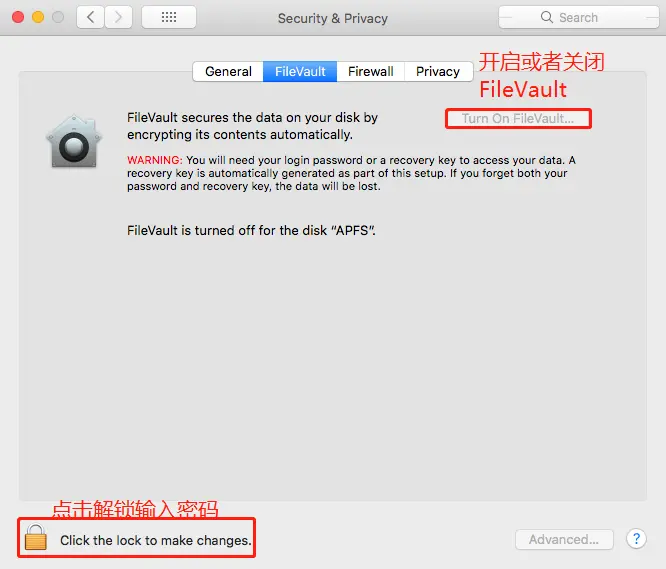 Security & Privacy
Search
General
FileVault
Firewall
Privacy
开启或者关闭
FileVault
FileVault secures the data on your disk by
encrypting its contents automatically.
Turn On FileVault...
WARNING: You will need your login password or a recovery key to access your data. A
recovery key is automatically generated as part of this setup. If you forget both your
password and recovery key, the data will be lost.
FileVault is turned off for the disk “APFS”.
点击解锁输入密码
Click the lock to make changes.
Advanced...
?